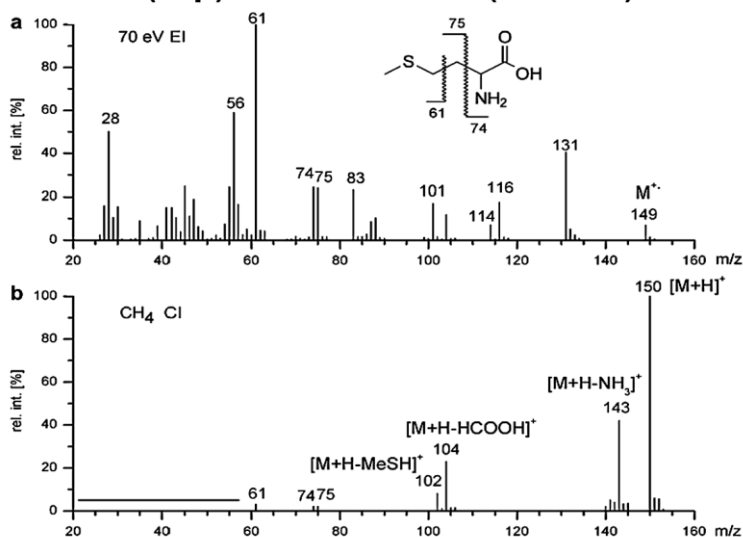 a
70 eV EI
rel. int. [%]
100
80
60
40
20
0
28
56
61
74 75
83
101
114
116
131
M+·
149
75
S
O
OH
NH2
61
74
20 40 60 80 100 120 140 160 m/z
b
CH4 CI
rel. int. [%]
100
80
60
40
20
0
150 [M+H]+
[M+H-NH3]+
143
[M+H-HCOOH]+
104
[M+H-MeSH]+
102
61
74 75
20 40 60 80 100 120 140 160 m/z